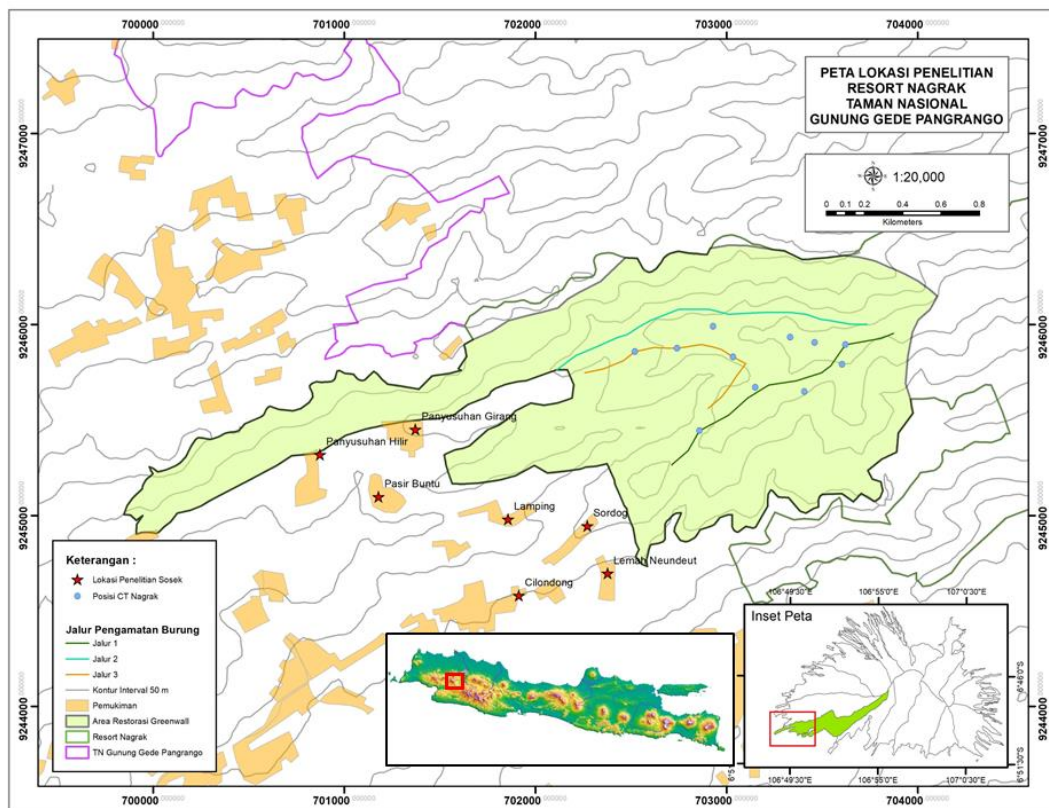 700000
701000
702000
703000
704000
PETA LOKASI PENELITIAN
RESORT NAGRAK
TAMAN NASIONAL
GUNUNG GEDE PANGRANGO
1:20,000
0 0.1 0.2 0.4 0.6 0.8
Kilometers
9247000
9247000
9246000
9246000
9245000
9245000
9244000
9244000
Panyusuhan Girang
Panyusuhan Hilir
Pasir Buntu
Lamping
Sordog
Lemah Neundeut
Cilondong
Keterangan :
Lokasi Penelitian Sosek
Posisi CT Nagrak
Jalur Pengamatan Burung
Jalur 1
Jalur 2
Jalur 3
Kontur Interval 50 m
Pemukiman
Area Restorasi Greenwall
Resort Nagrak
TN Gunung Gede Pangrango
106°49'30"E 106°55'0"E 107°0'30"E
Inset Peta
6°46'0"S
6°51'30"S
106°49'30"E 106°55'0"E 107°0'30"E
700000
701000
702000
703000
704000